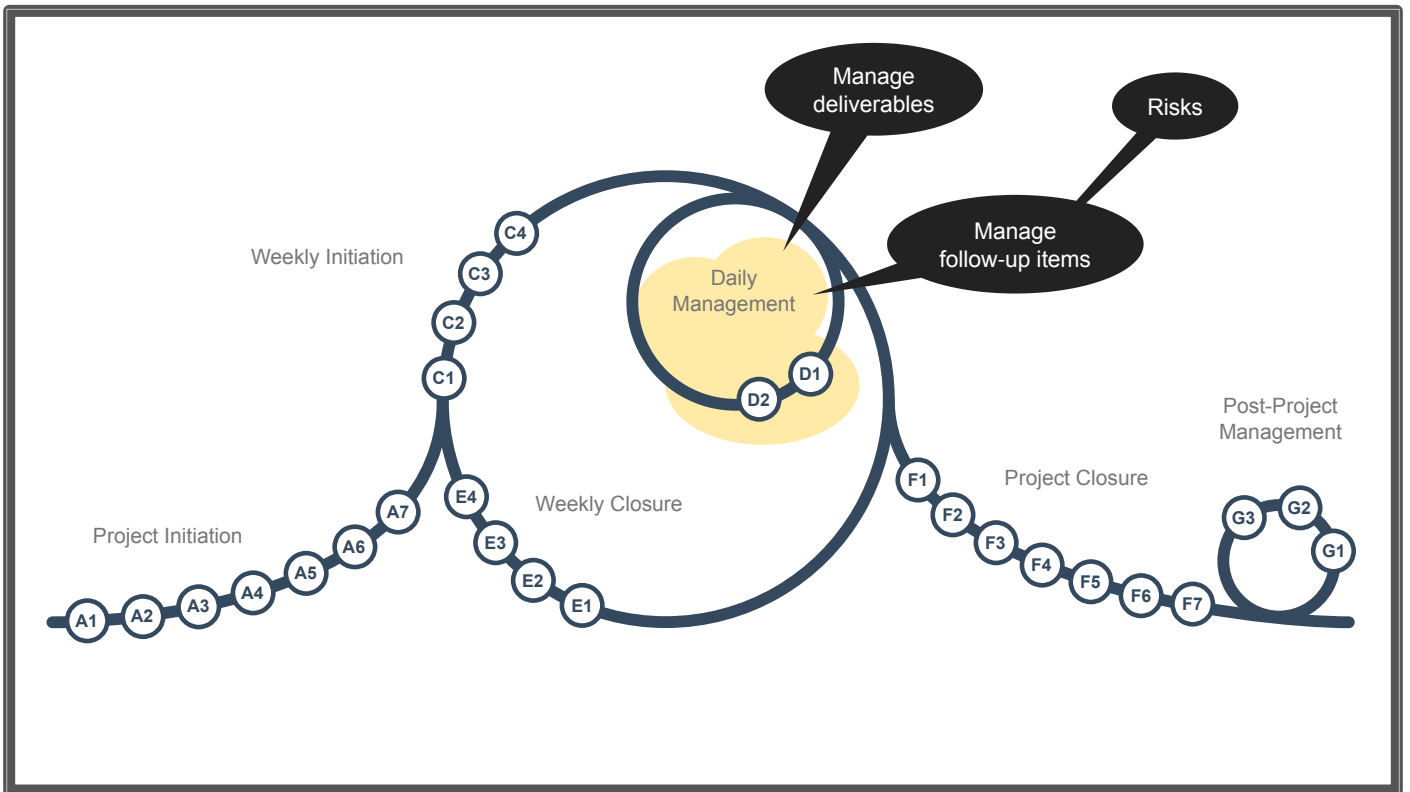 Manage
deliverables
Risks
Manage
follow-up items
Weekly Initiation
C4
C3
C2
C1
Daily
Management
D1
D2
Post-Project
Management
Project Closure
Weekly Closure
Project Initiation
A1
A2
A3
A4
A5
A6
A7
E4
E3
E2
E1
F1
F2
F3
F4
F5
F6
F7
G3
G2
G1